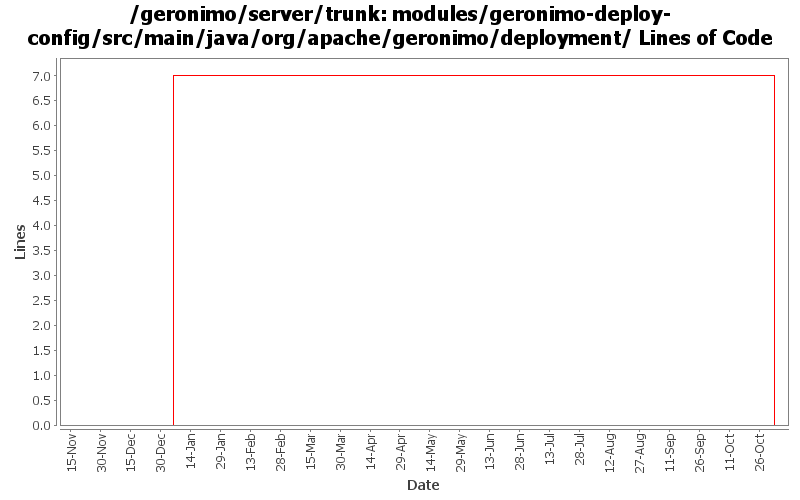 /geronimo/server/trunk: modules/geronimo-deploy-
config/src/main/java/org/apache/geronimo/deployment/ Lines of Code
7.0
6.5
6.0
5.5
5.0
4.5
4.0
3.5
3.0
2.5
2.0
1.5
1.0
0.5
0.0
Lines
15-Nov
30-Nov
15-Dec
30-Dec
14-Jan
29-Jan
13-Feb
28-Feb
15-Mar
30-Mar
14-Apr
29-Apr
14-May
29-May
13-Jun
28-Jun
13-Jul
28-Jul
12-Aug
27-Aug
11-Sep
26-Sep
11-Oct
26-Oct
Date